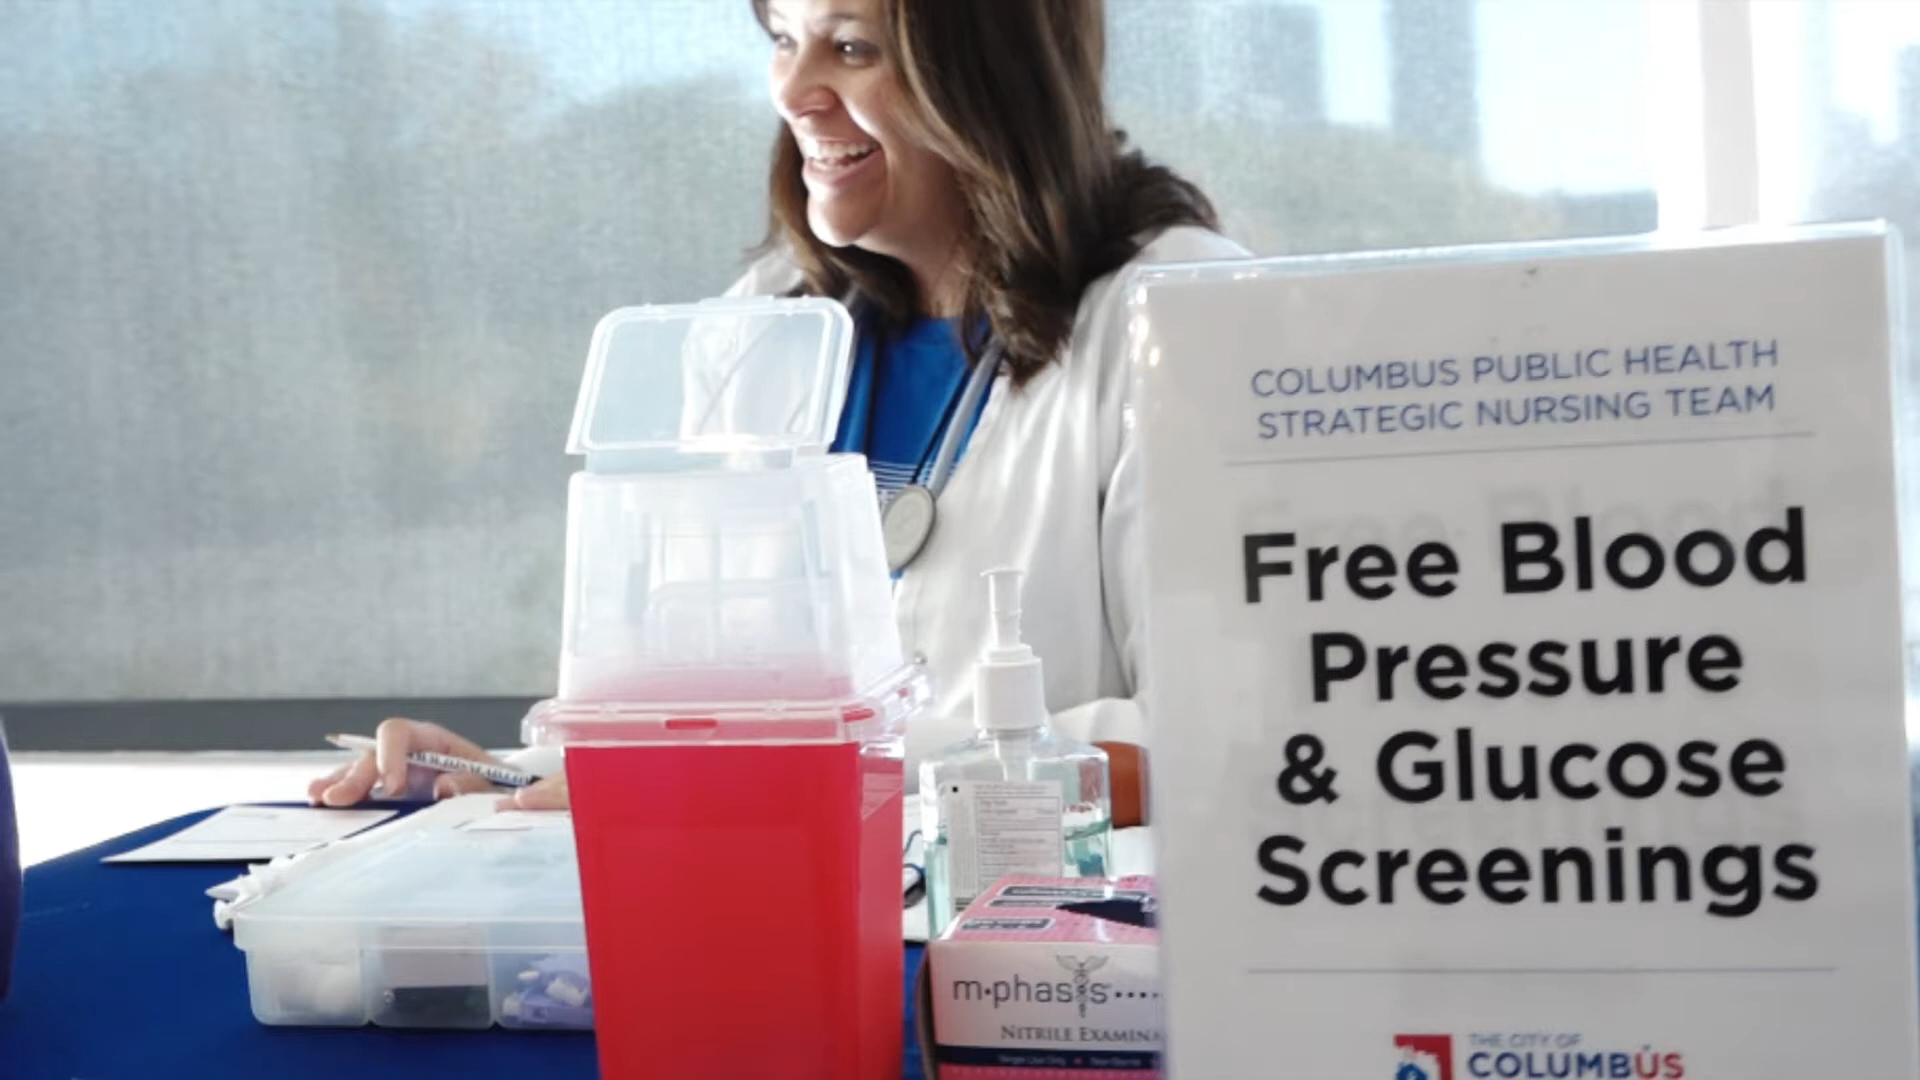 COLUMBUS PUBLIC HEALTH
STRATEGIC NURSING TEAM
Free Blood
Pressure
& Glucose
Screenings
THE CITY OF
COLUMBUS
m•phasis
NITRILE EXAMINA